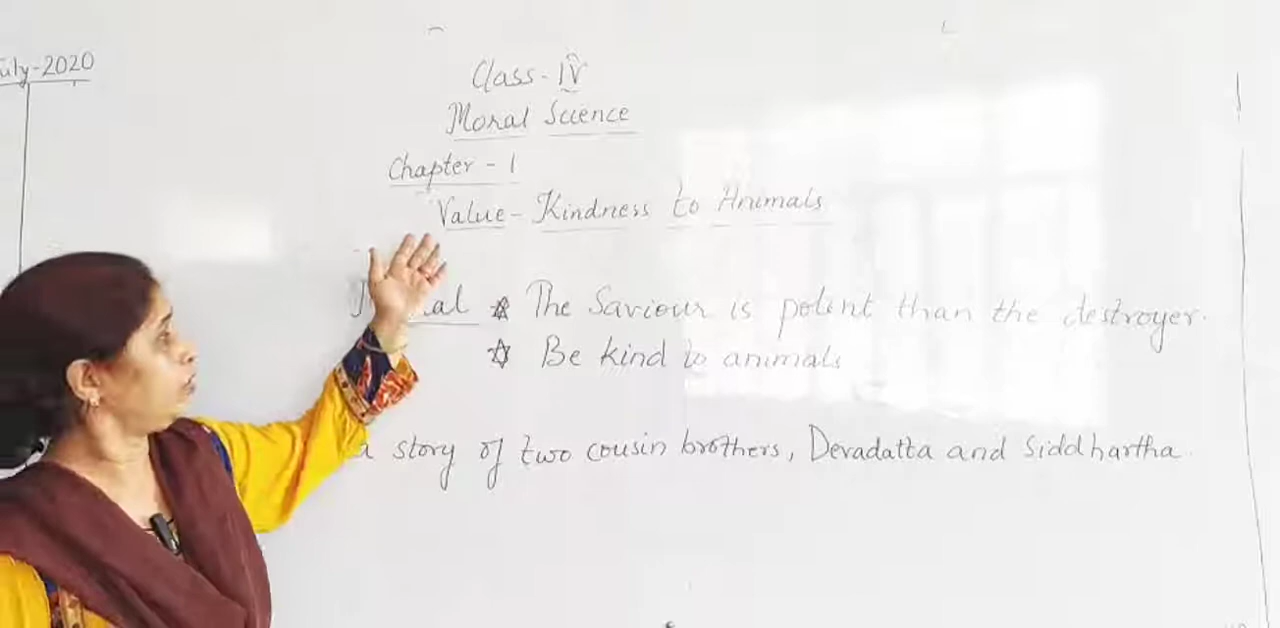 July-2020
Class - IV
Moral Science
Chapter - 1
Value - Kindness to Animals
☆ The Saviour is potent than the destroyer.
☆ Be kind to animals
a story of two cousin brothers, Devadatta and Siddhartha.